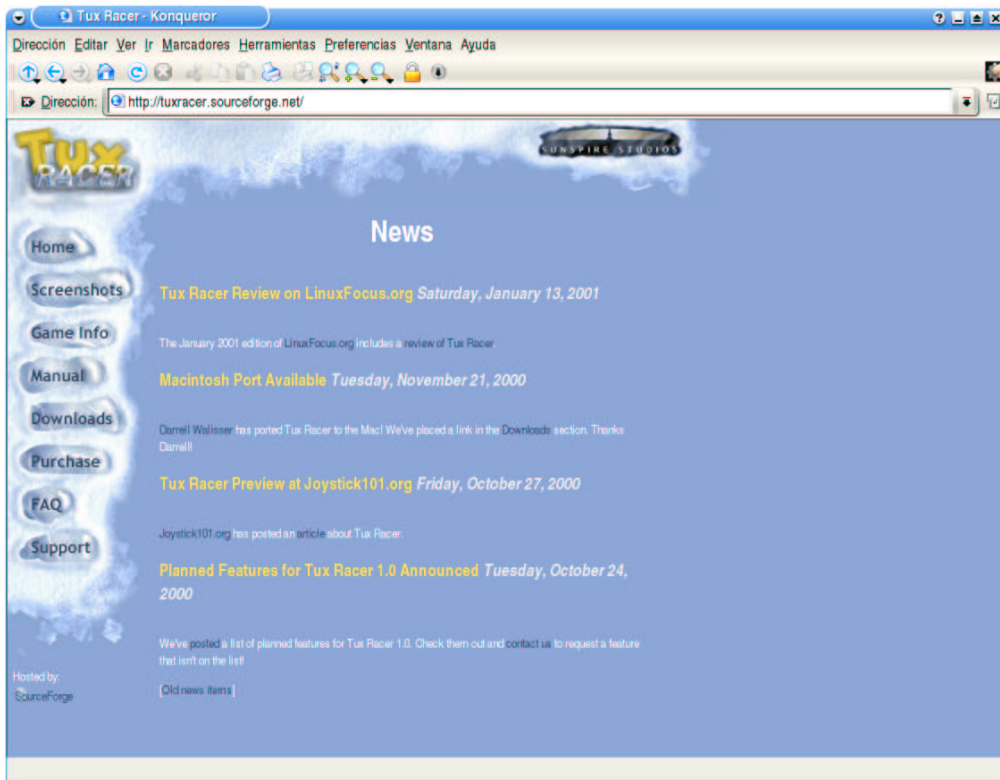 Tux Racer - Konqueror
Dirección Editar Ver Ir Marcadores Herramientas Preferencias Ventana Ayuda
Dirección: http://tuxracer.sourceforge.net/
TUX
RACER
SUNSPIRE STUDIOS
Home
Screenshots
Game Info
Manual
Downloads
Purchase
FAQ
Support
Hosted by:
SourceForge
News
Tux Racer Review on LinuxFocus.org Saturday, January 13, 2001
The January 2001 edition of LinuxFocus.org includes a review of Tux Racer.
Macintosh Port Available Tuesday, November 21, 2000
Darrell Walisser has ported Tux Racer to the Mac! We've placed a link in the Downloads section. Thanks
Darrell!
Tux Racer Preview at Joystick101.org Friday, October 27, 2000
Joystick101.org has posted an article about Tux Racer.
Planned Features for Tux Racer 1.0 Announced Tuesday, October 24,
2000
We've posted a list of planned features for Tux Racer 1.0. Check them out and contact us to request a feature
that isn't on the list!
[Old news items]